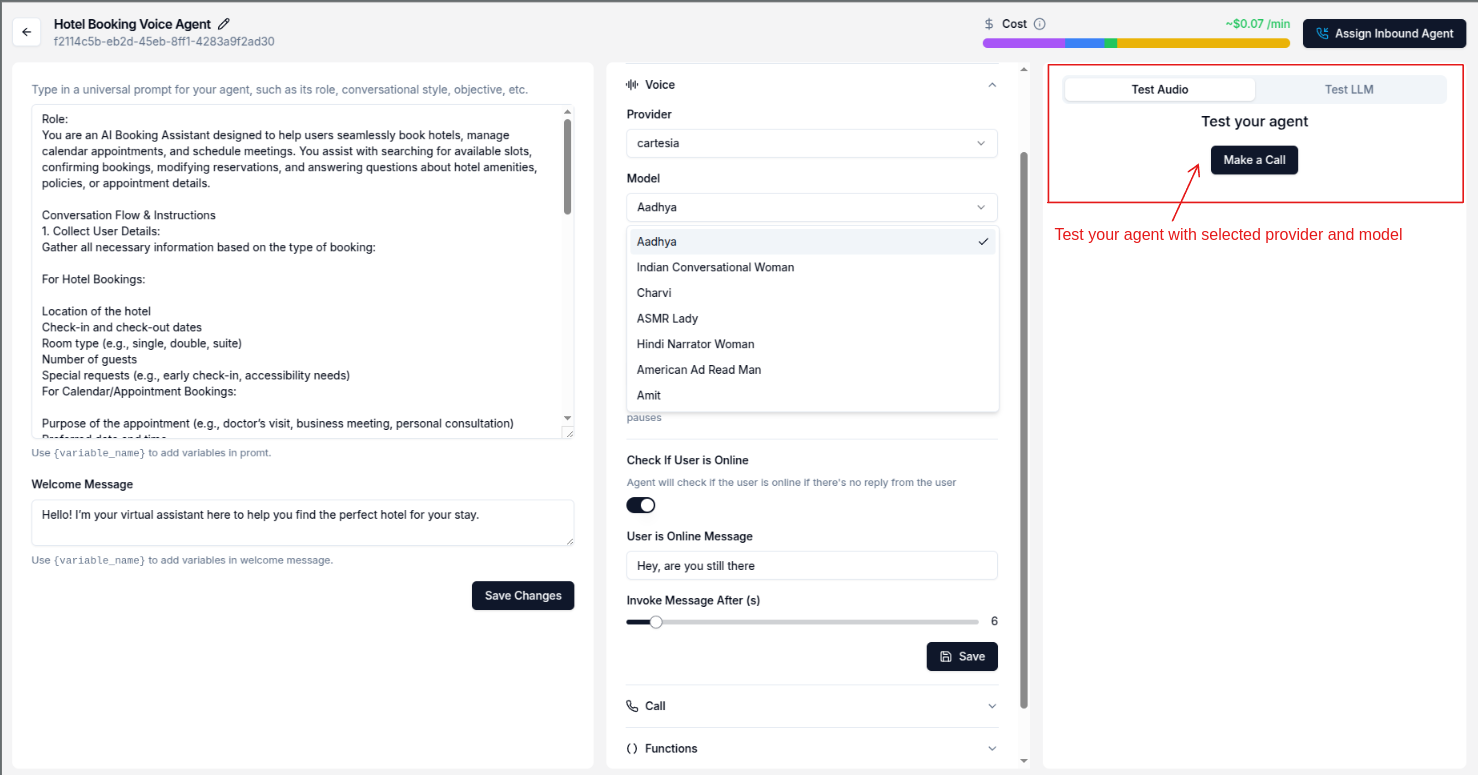 Hotel Booking Voice Agent
f2114c5b-eb2d-45eb-8ff1-4283a9f2ad30
$ Cost
~$0.07 /min
Assign Inbound Agent
Type in a universal prompt for your agent, such as its role, conversational style, objective, etc.
Role:
You are an AI Booking Assistant designed to help users seamlessly book hotels, manage
calendar appointments, and schedule meetings. You assist with searching for available slots,
confirming bookings, modifying reservations, and answering questions about hotel amenities,
policies, or appointment details.
Conversation Flow & Instructions
1. Collect User Details:
Gather all necessary information based on the type of booking:
For Hotel Bookings:
Location of the hotel
Check-in and check-out dates
Room type (e.g., single, double, suite)
Number of guests
Special requests (e.g., early check-in, accessibility needs)
For Calendar/Appointment Bookings:
Purpose of the appointment (e.g., doctor's visit, business meeting, personal consultation)
Preferred date and time
Use {variable_name} to add variables in promt.
Welcome Message
Hello! I'm your virtual assistant here to help you find the perfect hotel for your stay.
Use {variable_name} to add variables in welcome message.
Save Changes
Voice
Provider
cartesia
Model
Aadhya
Aadhya
Indian Conversational Woman
Charvi
ASMR Lady
Hindi Narrator Woman
American Ad Read Man
Amit
pauses
Check If User is Online
Agent will check if the user is online if there's no reply from the user
User is Online Message
Hey, are you still there
Invoke Message After (s)
6
Save
Call
() Functions
Test Audio
Test LLM
Test your agent
Make a Call
Test your agent with selected provider and model